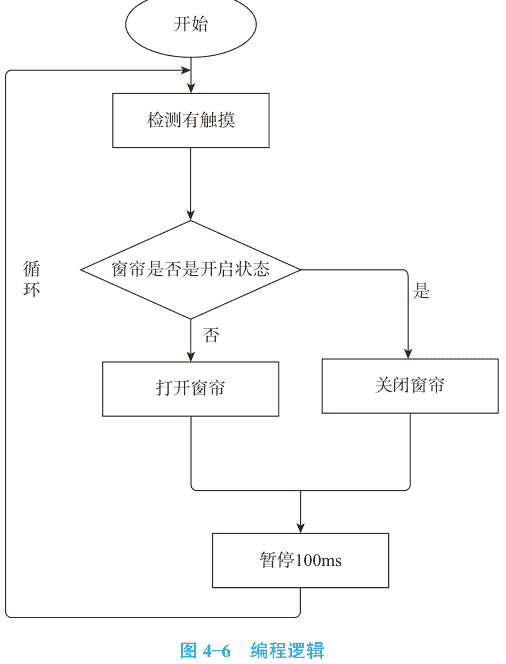 开始
检测有触摸
窗帘是否是开启状态
循
环
是
否
打开窗帘
关闭窗帘
暂停100ms
图 4-6 编程逻辑